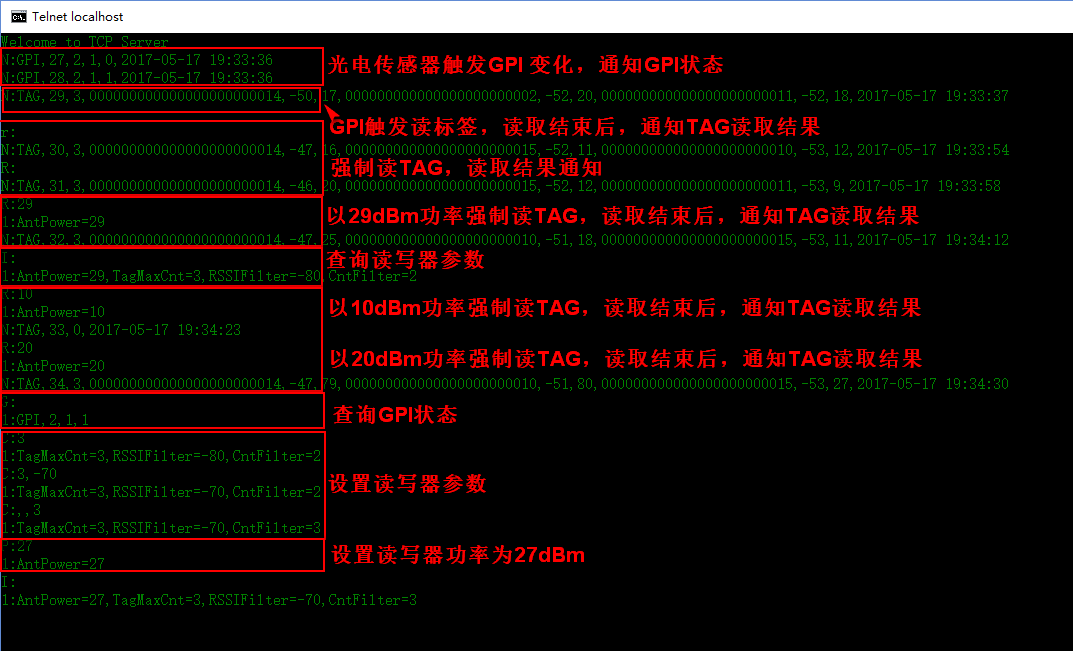 Telnet localhost
Welcome to TCP Server
N:GPI,27,2,1,0,2017-05-17 19:33:36
N:GPI,28,2,1,1,2017-05-17 19:33:36
光电传感器触发GPI 变化，通知GPI状态
N:TAG,29,3,000000000000000000000014,-50,17,000000000000000000000002,-52,20,000000000000000000000011,-52,18,2017-05-17 19:33:37
GPI触发读标签，读取结束后，通知TAG读取结果
r:
N:TAG,30,3,000000000000000000000014,-47,16,000000000000000000000015,-52,11,000000000000000000000010,-53,12,2017-05-17 19:33:54
R:
强制读TAG，读取结果通知
N:TAG,31,3,000000000000000000000014,-46,20,000000000000000000000015,-52,12,000000000000000000000011,-53,9,2017-05-17 19:33:58
R:29
1:AntPower=29
以29dBm功率强制读TAG，读取结束后，通知TAG读取结果
N:TAG,32,3,000000000000000000000014,-47,25,000000000000000000000010,-51,18,000000000000000000000015,-53,11,2017-05-17 19:34:12
I:
查询读写器参数
1:AntPower=29,TagMaxCnt=3,RSSIFilter=-80,CntFilter=2
R:10
1:AntPower=10
以10dBm功率强制读TAG，读取结束后，通知TAG读取结果
N:TAG,33,0,2017-05-17 19:34:23
R:20
1:AntPower=20
以20dBm功率强制读TAG，读取结束后，通知TAG读取结果
N:TAG,34,3,000000000000000000000014,-47,79,000000000000000000000010,-51,80,000000000000000000000015,-53,27,2017-05-17 19:34:30
G:
1:GPI,2,1,1
查询GPI状态
C:3
1:TagMaxCnt=3,RSSIFilter=-80,CntFilter=2
C:3,-70
1:TagMaxCnt=3,RSSIFilter=-70,CntFilter=2
设置读写器参数
C:,,3
1:TagMaxCnt=3,RSSIFilter=-70,CntFilter=3
P:27
1:AntPower=27
设置读写器功率为27dBm
I:
1:AntPower=27,TagMaxCnt=3,RSSIFilter=-70,CntFilter=3